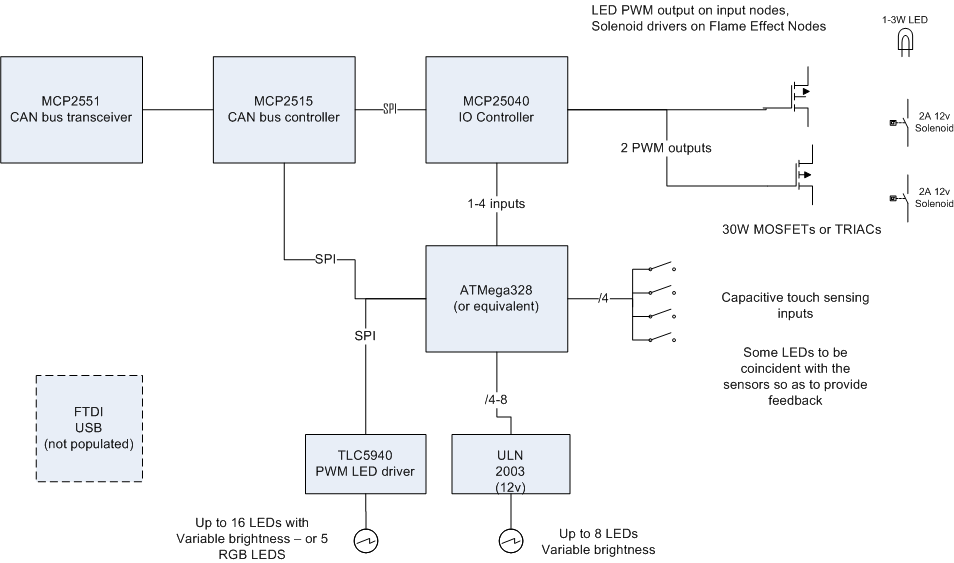 LED PWM output on input nodes,
Solenoid drivers on Flame Effect Nodes
1-3W LED
MCP2551
CAN bus transceiver
MCP2515
CAN bus controller
SPI
MCP25040
IO Controller
2A 12v
Solenoid
2 PWM outputs
1-4 inputs
2A 12v
Solenoid
30W MOSFETs or TRIACs
SPI
ATMega328
(or equivalent)
/4
Capacitive touch sensing
inputs
SPI
Some LEDs to be
coincident with the
sensors so as to provide
feedback
/4-8
FTDI
USB
(not populated)
TLC5940
PWM LED driver
ULN
2003
(12v)
Up to 16 LEDs with
Variable brightness – or 5
RGB LEDS
Up to 8 LEDs
Variable brightness